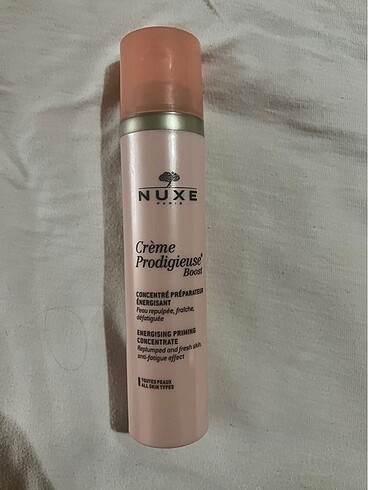 NUXE
PARIS
Crème
Prodigieuse®
Boost
CONCENTRÉ PRÉPARATEUR
ÉNERGISANT
Peau repulpée, fraîche,
défatiguée
ENERGISING PRIMING
CONCENTRATE
Replumped and fresh skin,
anti-fatigue effect
TOUTES PEAUX
ALL SKIN TYPES